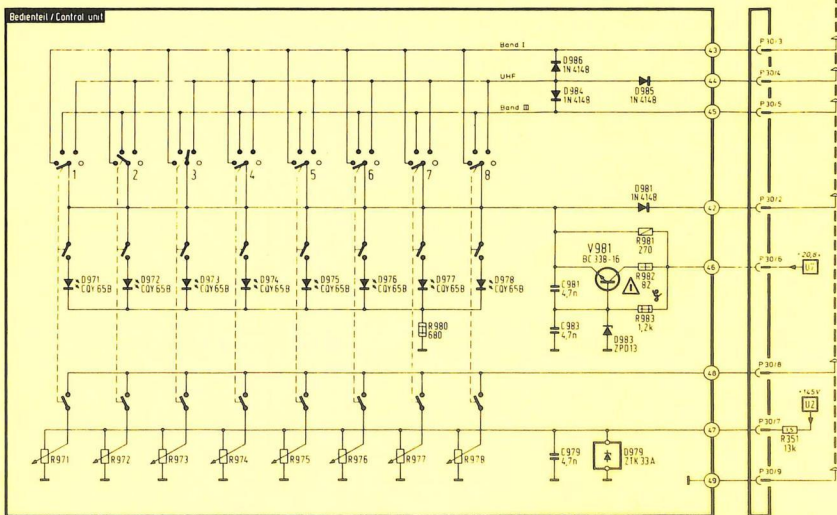 Bedienteil / Control unit
Band I
43
P30/3
D986
1N4148
UHF
44
P30/4
D984
1N4148
D985
1N4148
Band III
45
P30/5
1 2 3 4 5 6 7 8
D981
1N4148
42
P30/2
V981
BC 338-16
R981
270
+20,8
U7
P30/6
46
R982
82
D971
CQY65B
D972
CQY65B
D973
CQY65B
D974
CQY65B
D975
CQY65B
D976
CQY65B
D977
CQY65B
D978
CQY65B
C981
4,7n
R983
1,2k
C983
4,7n
D983
ZPD13
R980
680
48
P30/8
+145V
U2
47
P30/7
R351
13k
R971
R972
R973
R974
R975
R976
R977
R978
C979
4,7n
D979
ZTK33A
49
P30/9